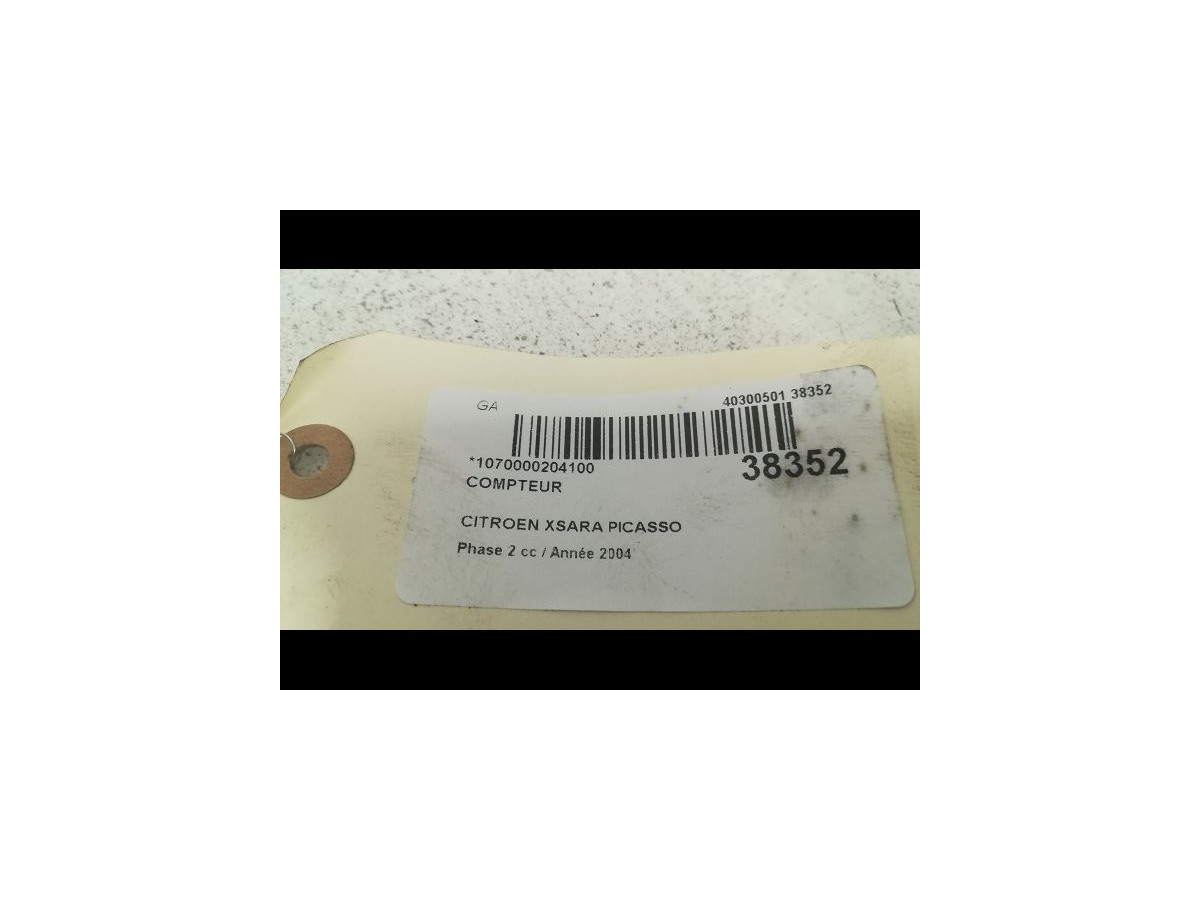 GA
40300501 38352
*1070000204100
38352
COMPTEUR
CITROEN XSARA PICASSO
Phase 2 cc / Année 2004